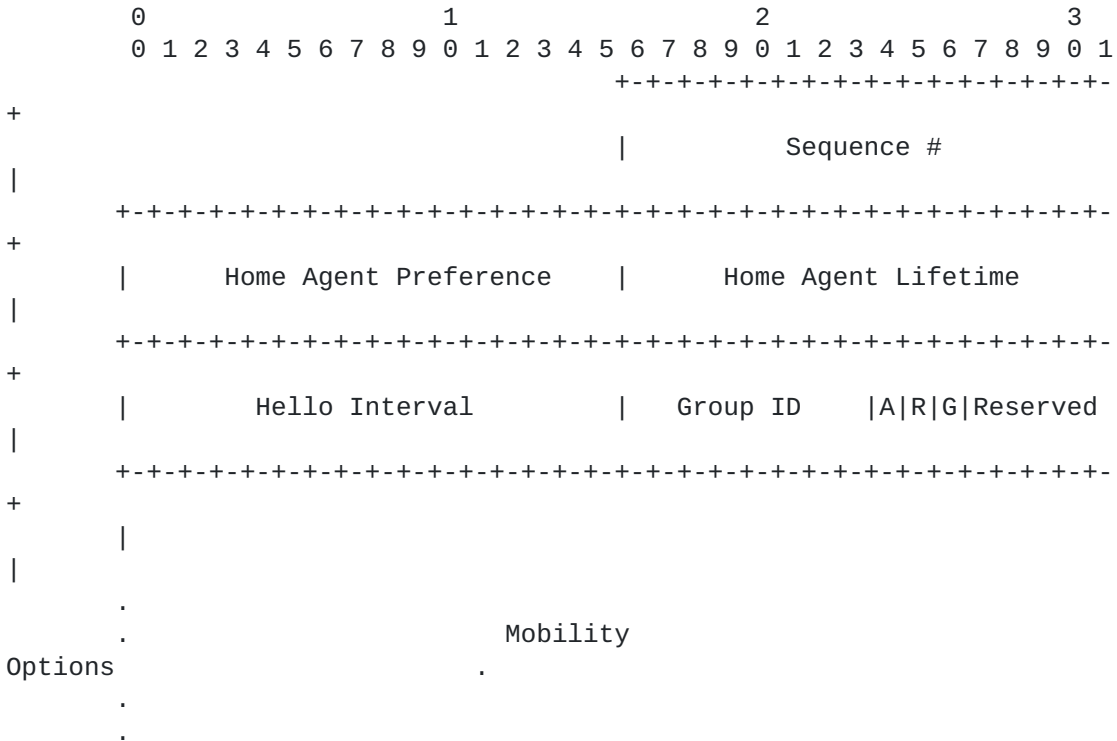 0                   1                   2                   3
        0 1 2 3 4 5 6 7 8 9 0 1 2 3 4 5 6 7 8 9 0 1 2 3 4 5 6 7 8 9 0 1
                                       +-+-+-+-+-+-+-+-+-+-+-+-+-+-+-+-
+
                                       |          Sequence #
|
       +-+-+-+-+-+-+-+-+-+-+-+-+-+-+-+-+-+-+-+-+-+-+-+-+-+-+-+-+-+-+-+-
+
       |      Home Agent Preference    |      Home Agent Lifetime
|
       +-+-+-+-+-+-+-+-+-+-+-+-+-+-+-+-+-+-+-+-+-+-+-+-+-+-+-+-+-+-+-+-
+
       |        Hello Interval         |   Group ID    |A|R|G|Reserved
|
       +-+-+-+-+-+-+-+-+-+-+-+-+-+-+-+-+-+-+-+-+-+-+-+-+-+-+-+-+-+-+-+-
+
       |
|
       .
       .                        Mobility
Options                       .
       .
       .